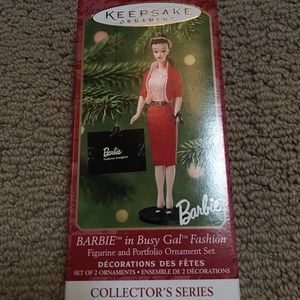 KEEPSAKE
ORNAMENT
Barbie
Barbie
BARBIE™ in Busy Gal™ Fashion
Figurine and Portfolio Ornament Set
DÉCORATIONS DES FÊTES
SET OF 2 ORNAMENTS • ENSEMBLE DE 2 DÉCORATIONS
COLLECTOR'S SERIES